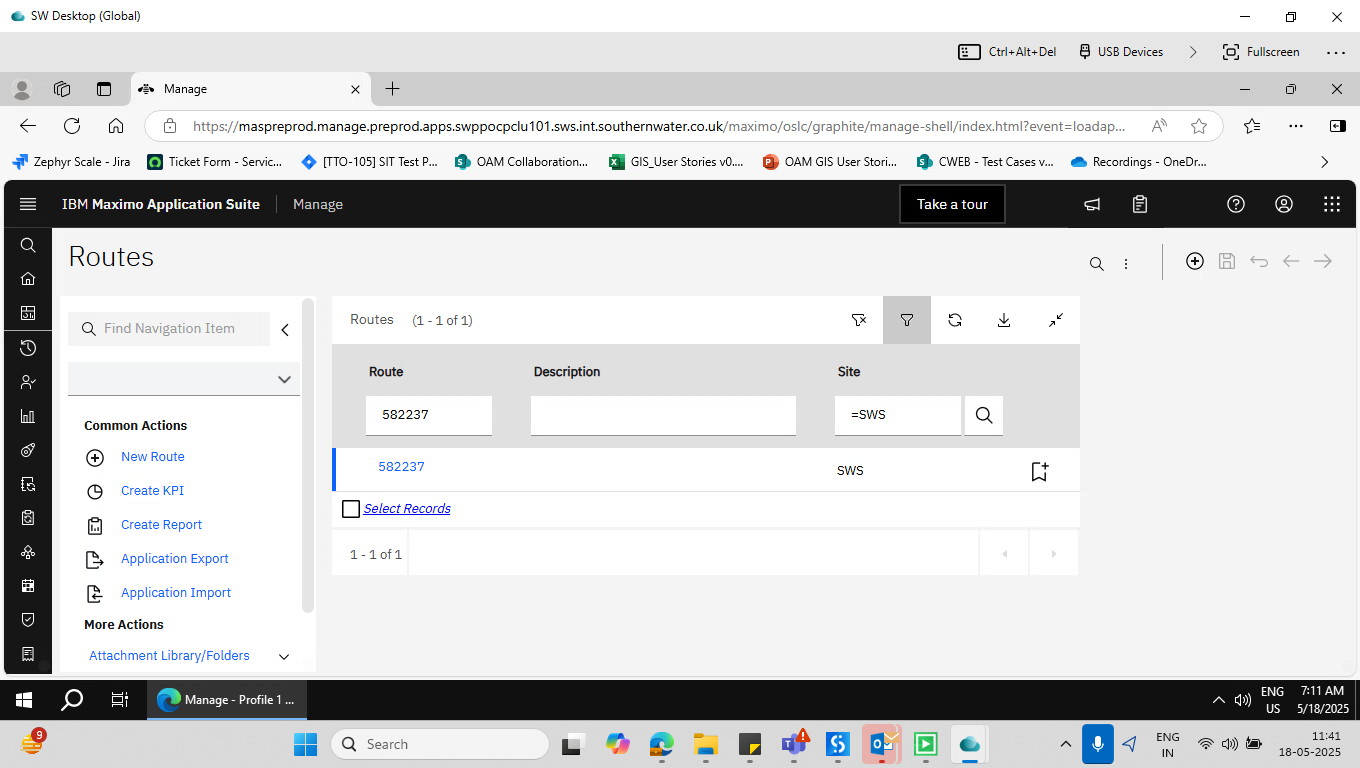 SW Desktop (Global)
Ctrl+Alt+Del
USB Devices
Fullscreen
Manage
https://maspreprod.manage.preprod.apps.swppocpclu101.sws.int.southernwater.co.uk/maximo/oslc/graphite/manage-shell/index.html?event=loadap...
Zephyr Scale - Jira
Ticket Form - Servic...
[TTO-105] SIT Test P...
OAM Collaboration...
GIS_User Stories v0....
OAM GIS User Stori...
CWEB - Test Cases v...
Recordings - OneDr...
IBM Maximo Application Suite
Manage
Take a tour
Routes
Find Navigation Item
Common Actions
New Route
Create KPI
Create Report
Application Export
Application Import
More Actions
Attachment Library/Folders
Routes (1 - 1 of 1)
Route Description Site
582237 =SWS
582237 SWS
Select Records
1 - 1 of 1
Manage - Profile 1 ...
ENG
US
7:11 AM
5/18/2025
9
Search
ENG
IN
11:41
18-05-2025